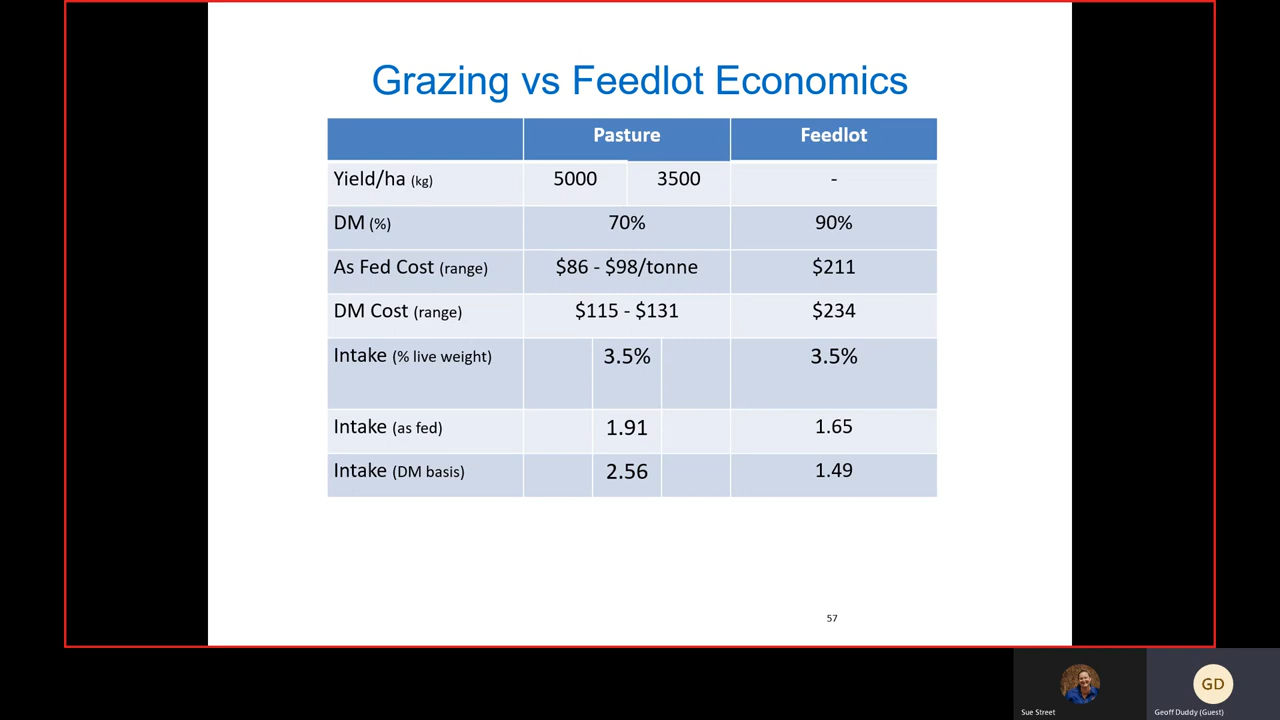 Grazing vs Feedlot Economics
Pasture Feedlot
Yield/ha (kg) 5000 3500 -
DM (%) 70% 90%
As Fed Cost (range) $86 - $98/tonne $211
DM Cost (range) $115 - $131 $234
Intake (% live weight) 3.5% 3.5%
Intake (as fed) 1.91 1.65
Intake (DM basis) 2.56 1.49
57
GD
Sue Street Geoff Duddy (Guest)